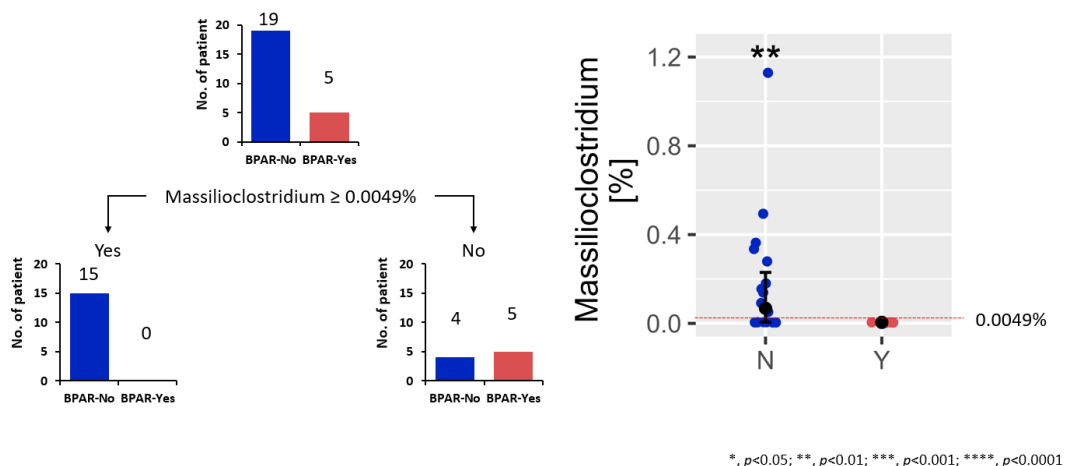 No. of patient
20
15
10
5
0
19
5
BPAR-No BPAR-Yes
Massilioclostridium ≥ 0.0049%
Yes
No. of patient
20
15
10
5
0
15
0
BPAR-No BPAR-Yes
No
No. of patient
20
15
10
5
0
4
5
BPAR-No BPAR-Yes
Massilioclostridium
[%]
1.2
0.8
0.4
0.0
**
0.0049%
N
Y
*, p<0.05; **, p<0.01; ***, p<0.001; ****, p<0.0001